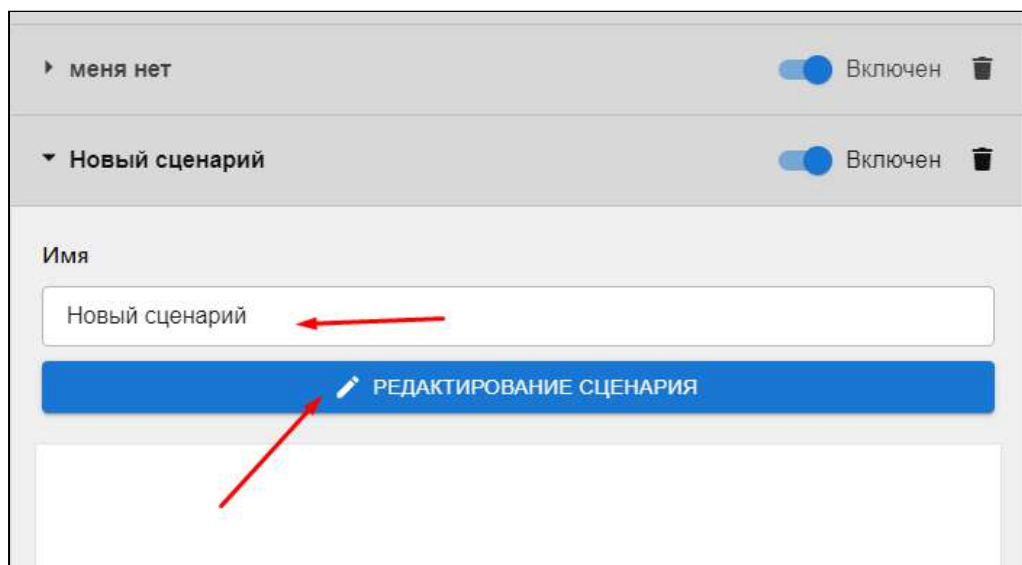 меня нет Включен
Новый сценарий Включен
Имя
Новый сценарий
РЕДАКТИРОВАНИЕ СЦЕНАРИЯ